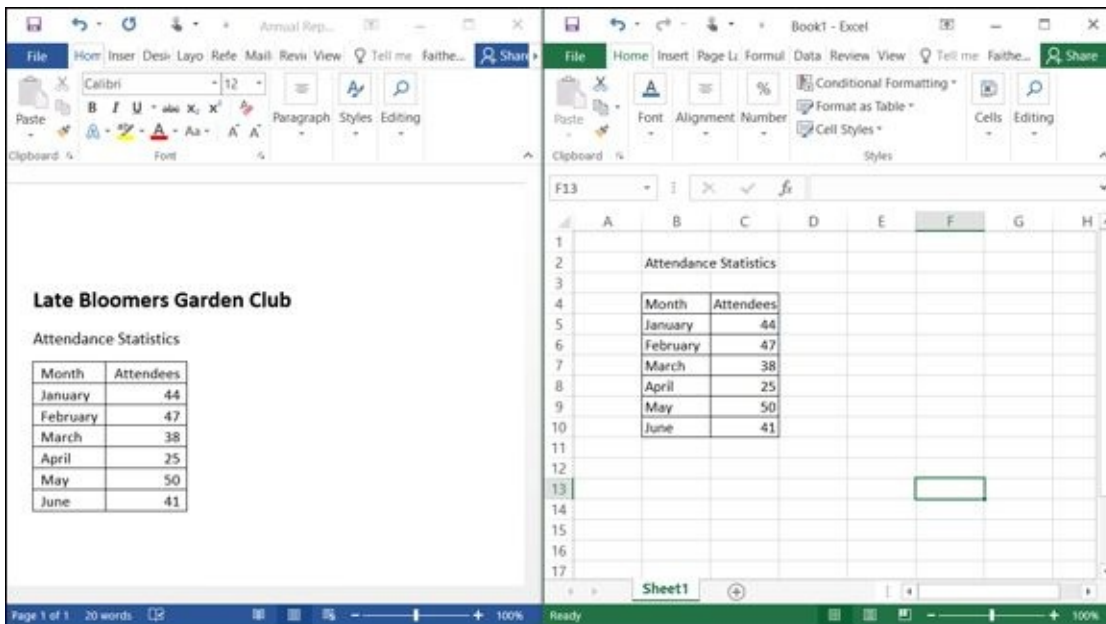 Annual Rep...
File Hom Inser Desi Layo Refe Mail Revi View Tell me Faithe... Share
Calibri 12
Paste
B I U abc X, X²
A Aa A A
Paragraph Styles Editing
Clipboard Font
Late Bloomers Garden Club
Attendance Statistics
Month Attendees
January 44
February 47
March 38
April 25
May 50
June 41
Page 1 of 1 20 words 100%
Book1 - Excel
File Home Insert Page La Formul Data Review View Tell me Faithe... Share
Paste
A
%
Font Alignment Number
Conditional Formatting
Format as Table
Cell Styles
Cells Editing
Clipboard Styles
F13 fx
A B C D E F G H
1
2 Attendance Statistics
3
4 Month Attendees
5 January 44
6 February 47
7 March 38
8 April 25
9 May 50
10 June 41
11
12
13
14
15
16
17
Sheet1
Ready 100%